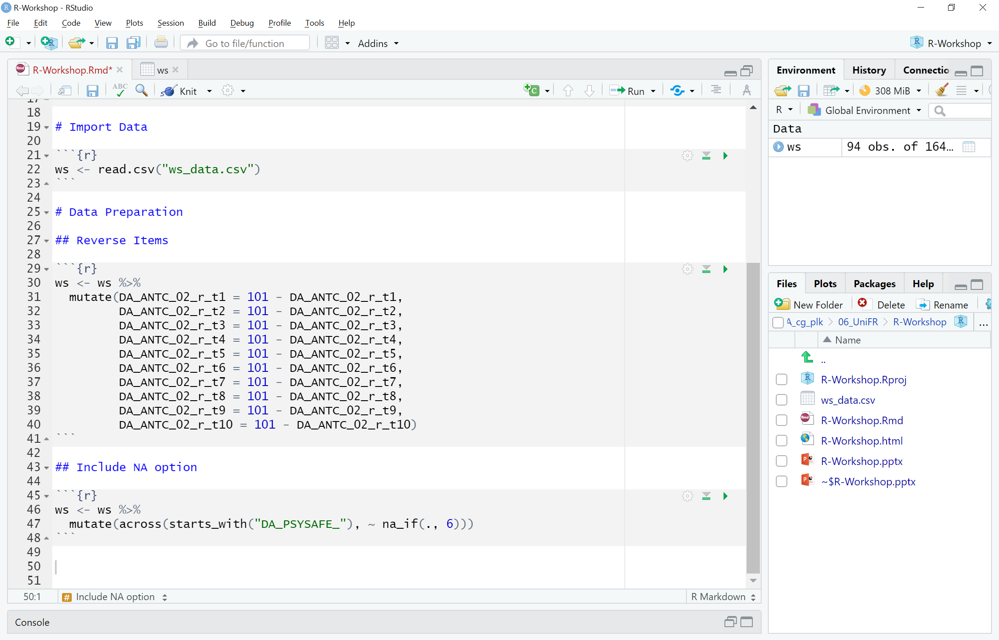 R-Workshop - RStudio
File Edit Code View Plots Session Build Debug Profile Tools Help
Go to file/function
Addins
R-Workshop
R-Workshop.Rmd*
ws
ABC
Knit
Run
17
18
19 # Import Data
20
21 ```{r}
22 ws <- read.csv("ws_data.csv")
23 ```
24
25 # Data Preparation
26
27 ## Reverse Items
28
29 ```{r}
30 ws <- ws %>%
31 mutate(DA_ANTC_02_r_t1 = 101 - DA_ANTC_02_r_t1,
32 DA_ANTC_02_r_t2 = 101 - DA_ANTC_02_r_t2,
33 DA_ANTC_02_r_t3 = 101 - DA_ANTC_02_r_t3,
34 DA_ANTC_02_r_t4 = 101 - DA_ANTC_02_r_t4,
35 DA_ANTC_02_r_t5 = 101 - DA_ANTC_02_r_t5,
36 DA_ANTC_02_r_t6 = 101 - DA_ANTC_02_r_t6,
37 DA_ANTC_02_r_t7 = 101 - DA_ANTC_02_r_t7,
38 DA_ANTC_02_r_t8 = 101 - DA_ANTC_02_r_t8,
39 DA_ANTC_02_r_t9 = 101 - DA_ANTC_02_r_t9,
40 DA_ANTC_02_r_t10 = 101 - DA_ANTC_02_r_t10)
41 ```
42
43 ## Include NA option
44
45 ```{r}
46 ws <- ws %>%
47 mutate(across(starts_with("DA_PSYSAFE_"), ~ na_if(., 6)))
48 ```
49
50
51
50:1 # Include NA option R Markdown
Console
Environment History Connectio
308 MiB
R Global Environment
Data
ws 94 obs. of 164…
Files Plots Packages Help
New Folder Delete Rename
A_cg_plk 06_UniFR R-Workshop ...
Name
..
R-Workshop.Rproj
ws_data.csv
R-Workshop.Rmd
R-Workshop.html
R-Workshop.pptx
~$R-Workshop.pptx